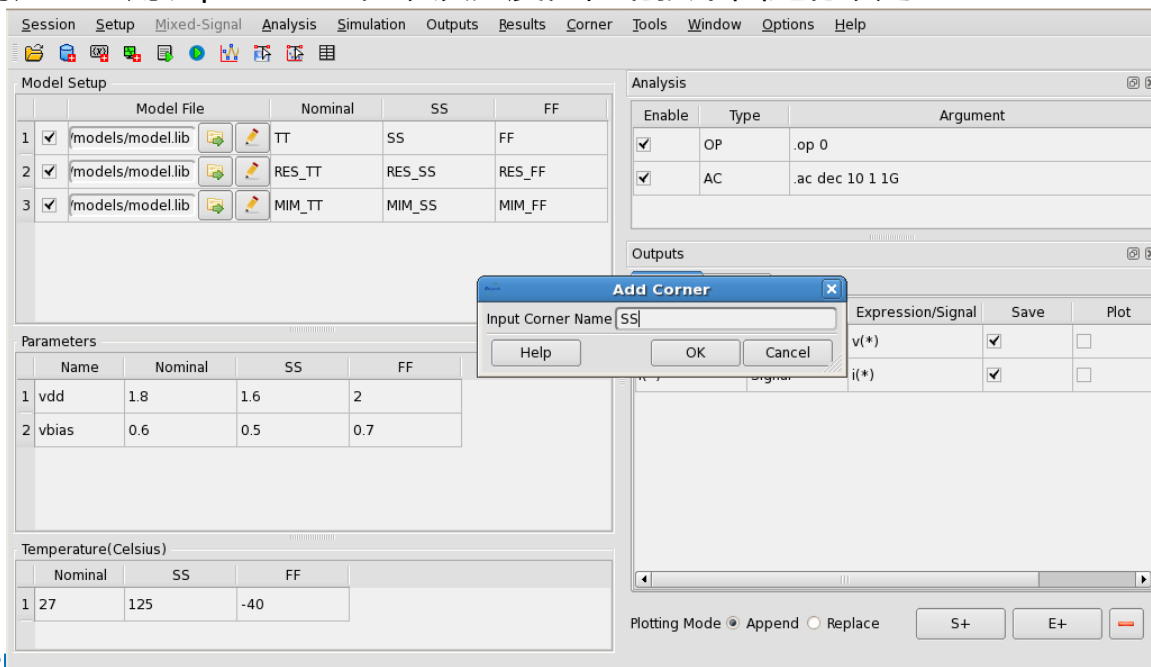 Session Setup Mixed-Signal Analysis Simulation Outputs Results Corner Tools Window Options Help
Model Setup
Model File Nominal SS FF
1 /models/model.lib TT SS FF
2 /models/model.lib RES_TT RES_SS RES_FF
3 /models/model.lib MIM_TT MIM_SS MIM_FF
Parameters
Name Nominal SS FF
1 vdd 1.8 1.6 2
2 vbias 0.6 0.5 0.7
Temperature(Celsius)
Nominal SS FF
1 27 125 -40
Analysis
Enable Type Argument
OP .op 0
AC .ac dec 10 1 1G
Outputs
Expression/Signal Save Plot
v(*)
i(*)
Add Corner
Input Corner Name SS
Help OK Cancel
Plotting Mode Append Replace S+ E+